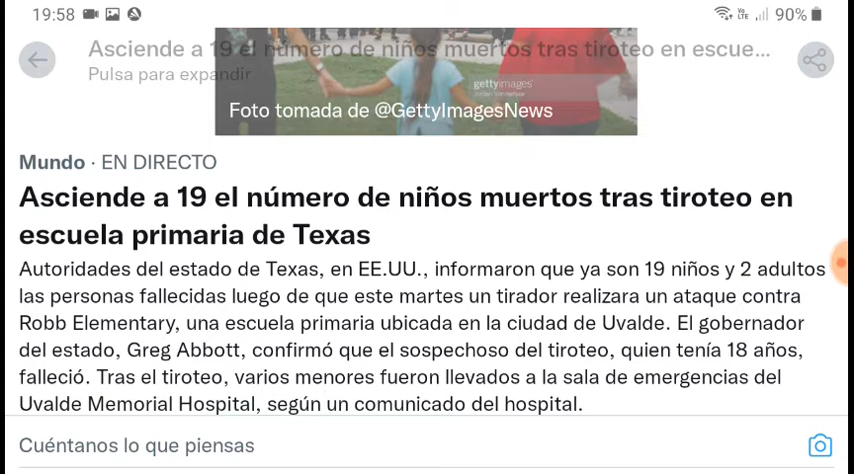 19:58
Vo
LTE
90%
Asciende a 19 el número de niños muertos tras tiroteo en escue...
Pulsa para expandir
gettyimages
Foto tomada de @GettyImagesNews
Mundo · EN DIRECTO
Asciende a 19 el número de niños muertos tras tiroteo en
escuela primaria de Texas
Autoridades del estado de Texas, en EE.UU., informaron que ya son 19 niños y 2 adultos
las personas fallecidas luego de que este martes un tirador realizara un ataque contra
Robb Elementary, una escuela primaria ubicada en la ciudad de Uvalde. El gobernador
del estado, Greg Abbott, confirmó que el sospechoso del tiroteo, quien tenía 18 años,
falleció. Tras el tiroteo, varios menores fueron llevados a la sala de emergencias del
Uvalde Memorial Hospital, según un comunicado del hospital.
Cuéntanos lo que piensas